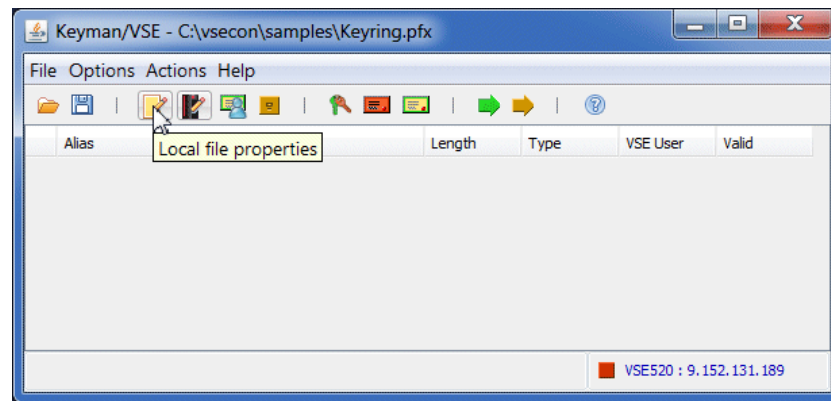 Keyman/VSE - C:\vsecon\samples\Keyring.pfx
File Options Actions Help
Alias Length Type VSE User Valid
Local file properties
VSE520 : 9.152.131.189